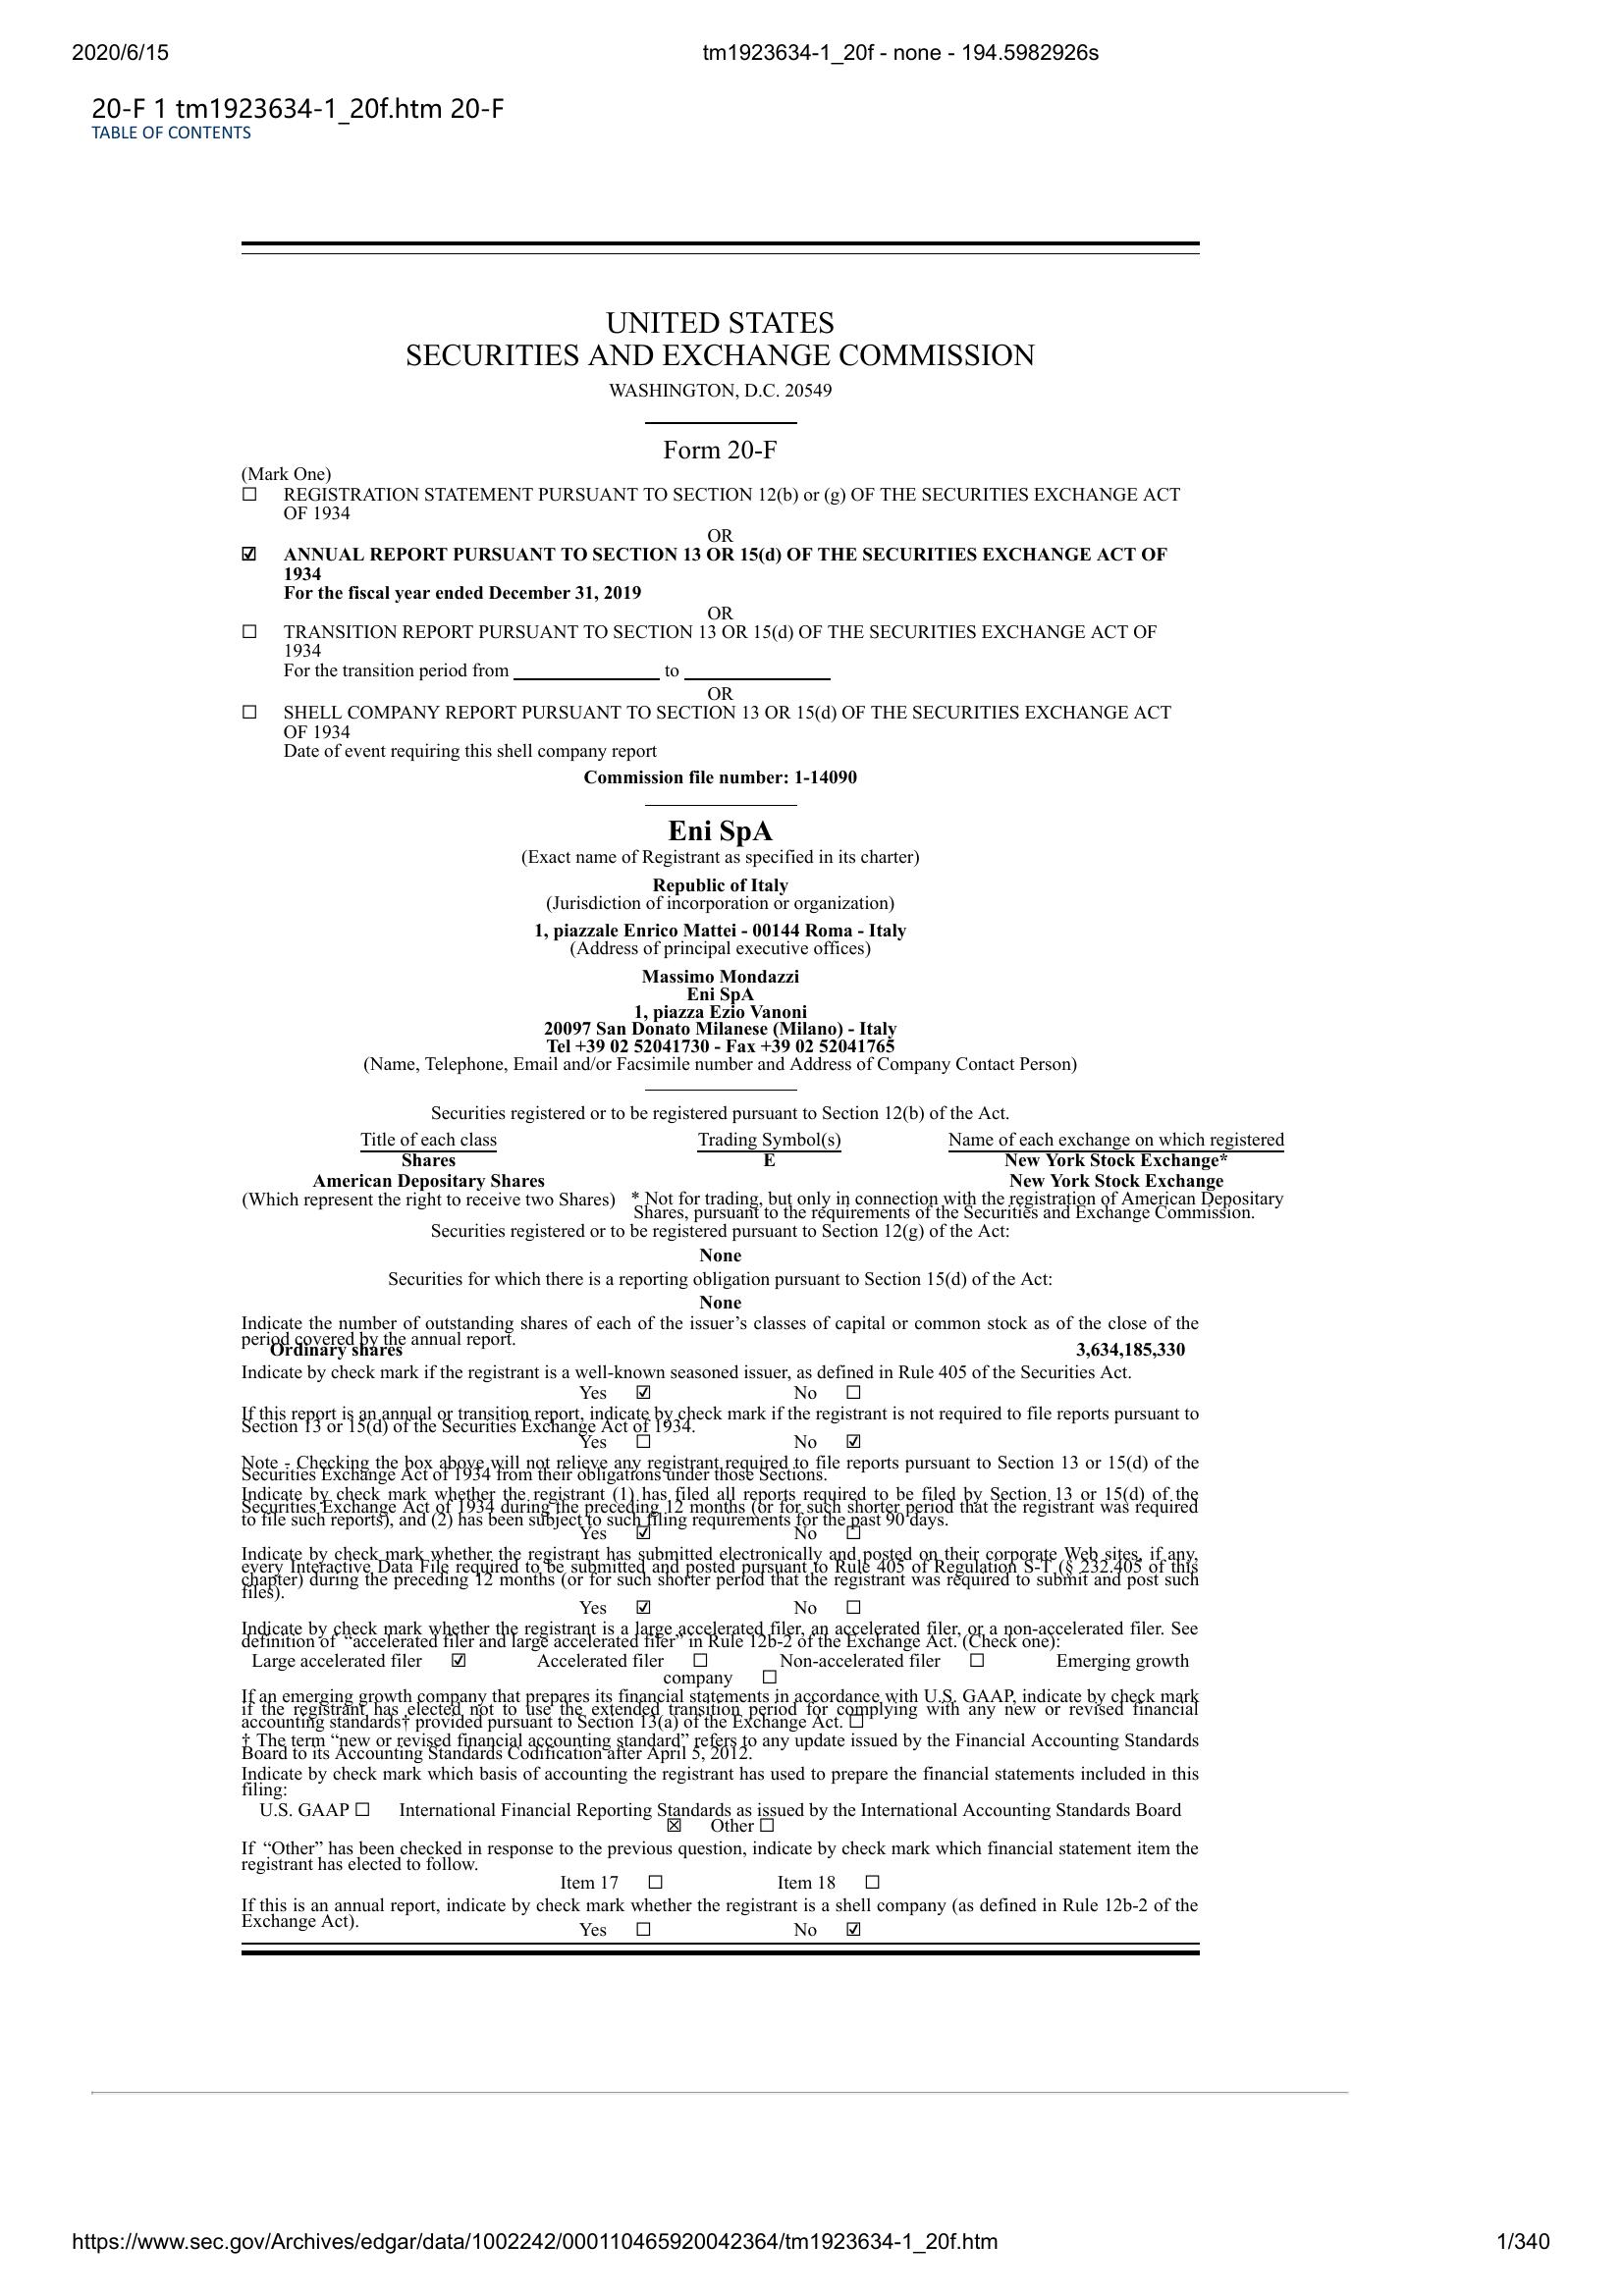 2020/6/15 tm1923634-1_20f - none - 194.5982926s
20-F 1 tm1923634-1_20f.htm 20-F
TABLE OF CONTENTS
UNITED STATES
SECURITIES AND EXCHANGE COMMISSION
WASHINGTON, D.C. 20549
Form 20-F
(Mark One)
☐ REGISTRATION STATEMENT PURSUANT TO SECTION 12(b) or (g) OF THE SECURITIES EXCHANGE ACT
OF 1934
OR
☑ ANNUAL REPORT PURSUANT TO SECTION 13 OR 15(d) OF THE SECURITIES EXCHANGE ACT OF
1934
For the fiscal year ended December 31, 2019
OR
☐ TRANSITION REPORT PURSUANT TO SECTION 13 OR 15(d) OF THE SECURITIES EXCHANGE ACT OF
1934
For the transition period from to
OR
☐ SHELL COMPANY REPORT PURSUANT TO SECTION 13 OR 15(d) OF THE SECURITIES EXCHANGE ACT
OF 1934
Date of event requiring this shell company report
Commission file number: 1-14090
Eni SpA
(Exact name of Registrant as specified in its charter)
Republic of Italy
(Jurisdiction of incorporation or organization)
1, piazzale Enrico Mattei - 00144 Roma - Italy
(Address of principal executive offices)
Massimo Mondazzi
Eni SpA
1, piazza Ezio Vanoni
20097 San Donato Milanese (Milano) - Italy
Tel +39 02 52041730 - Fax +39 02 52041765
(Name, Telephone, Email and/or Facsimile number and Address of Company Contact Person)
Securities registered or to be registered pursuant to Section 12(b) of the Act.
Title of each class Trading Symbol(s) Name of each exchange on which registered
Shares E New York Stock Exchange*
American Depositary Shares New York Stock Exchange
(Which represent the right to receive two Shares) * Not for trading, but only in connection with the registration of American Depositary
Shares, pursuant to the requirements of the Securities and Exchange Commission.
Securities registered or to be registered pursuant to Section 12(g) of the Act:
None
Securities for which there is a reporting obligation pursuant to Section 15(d) of the Act:
None
Indicate the number of outstanding shares of each of the issuer’s classes of capital or common stock as of the close of the
period covered by the annual report.
Ordinary shares 3,634,185,330
Indicate by check mark if the registrant is a well-known seasoned issuer, as defined in Rule 405 of the Securities Act.
Yes ☑ No ☐
If this report is an annual or transition report, indicate by check mark if the registrant is not required to file reports pursuant to
Section 13 or 15(d) of the Securities Exchange Act of 1934.
Yes ☐ No ☑
Note - Checking the box above will not relieve any registrant required to file reports pursuant to Section 13 or 15(d) of the
Securities Exchange Act of 1934 from their obligations under those Sections.
Indicate by check mark whether the registrant (1) has filed all reports required to be filed by Section 13 or 15(d) of the
Securities Exchange Act of 1934 during the preceding 12 months (or for such shorter period that the registrant was required
to file such reports), and (2) has been subject to such filing requirements for the past 90 days.
Yes ☑ No ☐
Indicate by check mark whether the registrant has submitted electronically and posted on their corporate Web sites, if any,
every Interactive Data File required to be submitted and posted pursuant to Rule 405 of Regulation S-T (§ 232.405 of this
chapter) during the preceding 12 months (or for such shorter period that the registrant was required to submit and post such
files).
Yes ☑ No ☐
Indicate by check mark whether the registrant is a large accelerated filer, an accelerated filer, or a non-accelerated filer. See
definition of “accelerated filer and large accelerated filer” in Rule 12b-2 of the Exchange Act. (Check one):
Large accelerated filer ☑ Accelerated filer ☐ Non-accelerated filer ☐ Emerging growth
company ☐
If an emerging growth company that prepares its financial statements in accordance with U.S. GAAP, indicate by check mark
if the registrant has elected not to use the extended transition period for complying with any new or revised financial
accounting standards† provided pursuant to Section 13(a) of the Exchange Act. ☐
† The term “new or revised financial accounting standard” refers to any update issued by the Financial Accounting Standards
Board to its Accounting Standards Codification after April 5, 2012.
Indicate by check mark which basis of accounting the registrant has used to prepare the financial statements included in this
filing:
U.S. GAAP ☐ International Financial Reporting Standards as issued by the International Accounting Standards Board
☒ Other ☐
If “Other” has been checked in response to the previous question, indicate by check mark which financial statement item the
registrant has elected to follow.
Item 17 ☐ Item 18 ☐
If this is an annual report, indicate by check mark whether the registrant is a shell company (as defined in Rule 12b-2 of the
Exchange Act).
Yes ☐ No ☑
https://www.sec.gov/Archives/edgar/data/1002242/000110465920042364/tm1923634-1_20f.htm 1/340